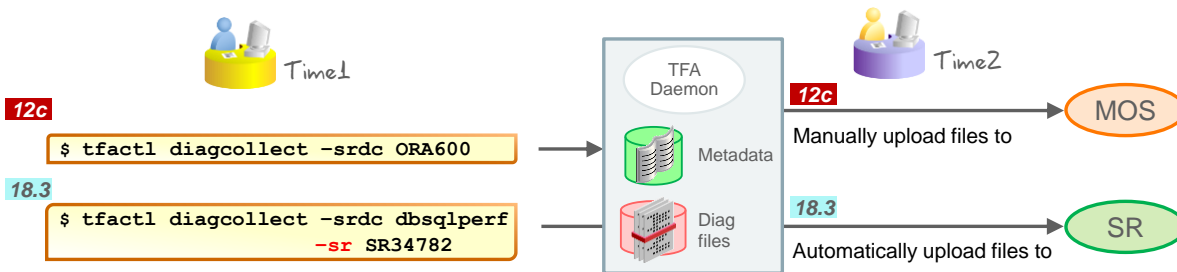 Time1
Time2
TFA
Daemon
12c
12c
MOS
Manually upload files to
$ tfactl diagcollect –srdc ORA600
Metadata
18.3
18.3
$ tfactl diagcollect –srdc dbsqlperf
–sr SR34782
Diag
files
SR
Automatically upload files to